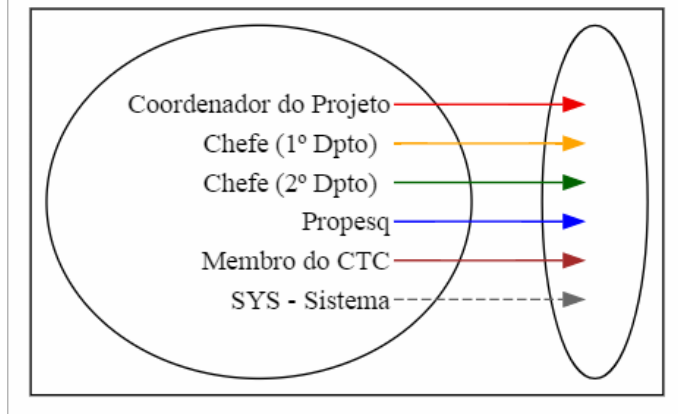 Coordenador do Projeto
Chefe (1º Dpto)
Chefe (2º Dpto)
Propesq
Membro do CTC
SYS - Sistema